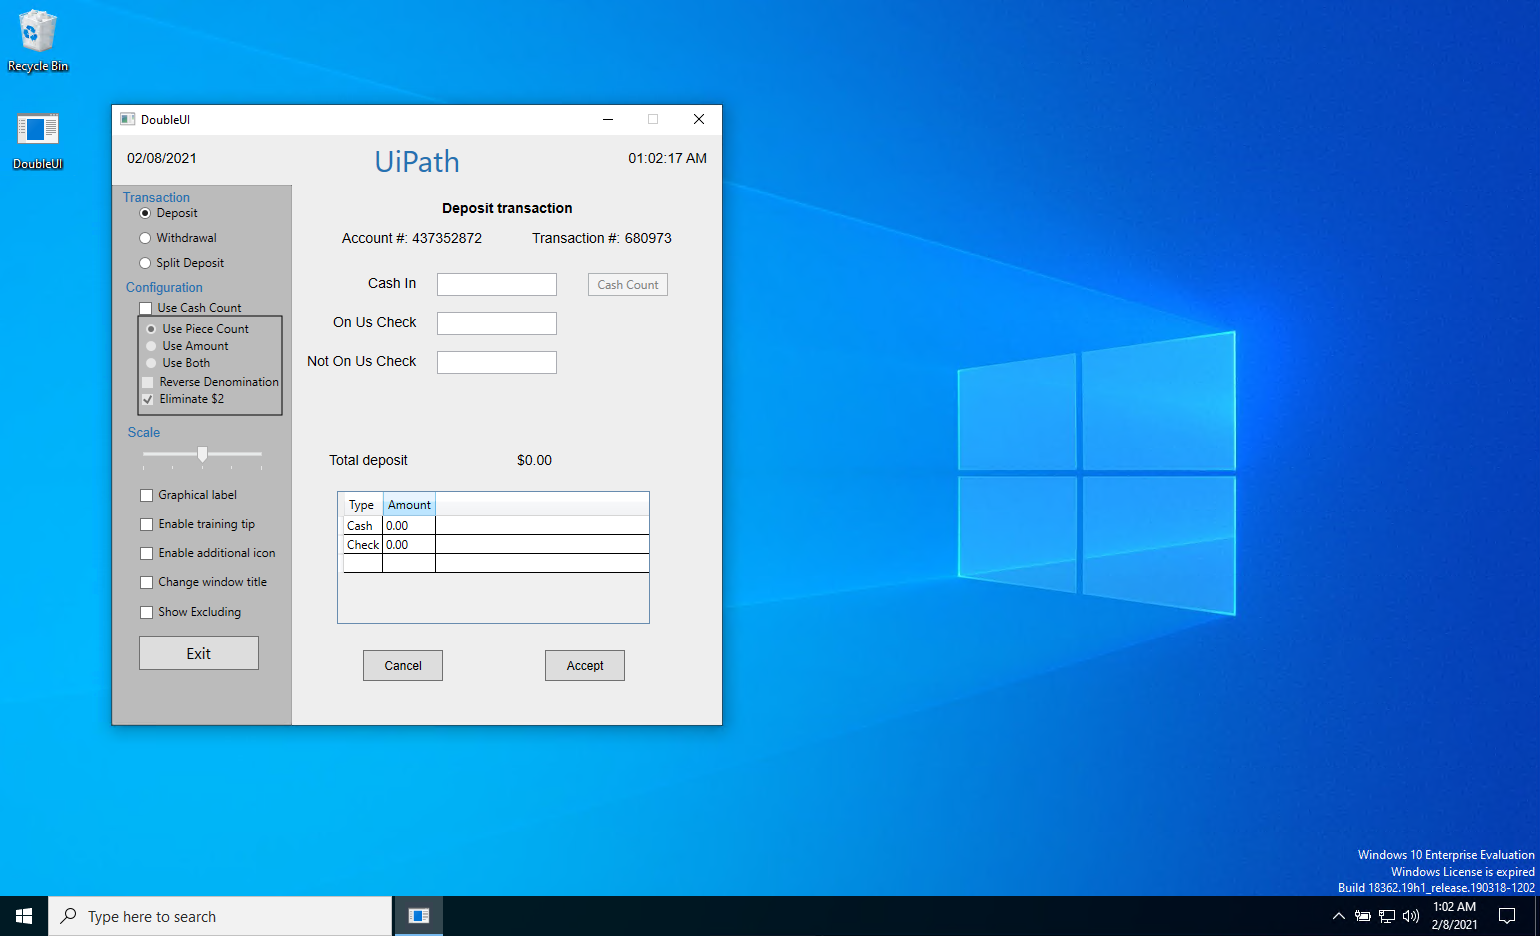 Recycle Bin
DoubleUI
DoubleUI
02/08/2021
UiPath
01:02:17 AM
Transaction
Deposit
Withdrawal
Split Deposit
Configuration
Use Cash Count
Use Piece Count
Use Amount
Use Both
Reverse Denomination
Eliminate $2
Scale
Graphical label
Enable training tip
Enable additional icon
Change window title
Show Excluding
Exit
Deposit transaction
Account #: 437352872 Transaction #: 680973
Cash In Cash Count
On Us Check
Not On Us Check
Total deposit $0.00
Type Amount
Cash 0.00
Check 0.00
Cancel Accept
Windows 10 Enterprise Evaluation
Windows License is expired
Build 18362.19h1_release.190318-1202
Type here to search
1:02 AM
2/8/2021